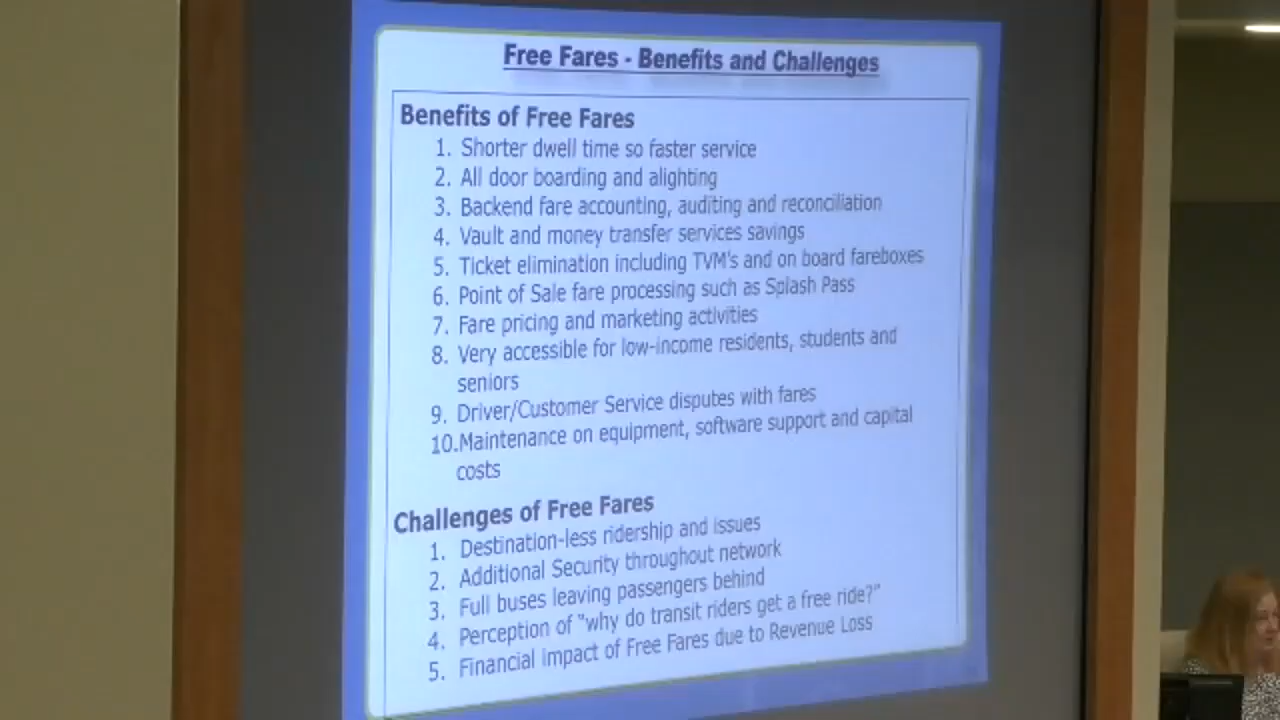 Free Fares - Benefits and Challenges
Benefits of Free Fares
1. Shorter dwell time so faster service
2. All door boarding and alighting
3. Backend fare accounting, auditing and reconciliation
4. Vault and money transfer services savings
5. Ticket elimination including TVM's and on board fareboxes
6. Point of Sale fare processing such as Splash Pass
7. Fare pricing and marketing activities
8. Very accessible for low-income residents, students and
seniors
9. Driver/Customer Service disputes with fares
10.Maintenance on equipment, software support and capital
costs
Challenges of Free Fares
1. Destination-less ridership and issues
2. Additional Security throughout network
3. Full buses leaving passengers behind
4. Perception of "why do transit riders get a free ride?"
5. Financial impact of Free Fares due to Revenue Loss